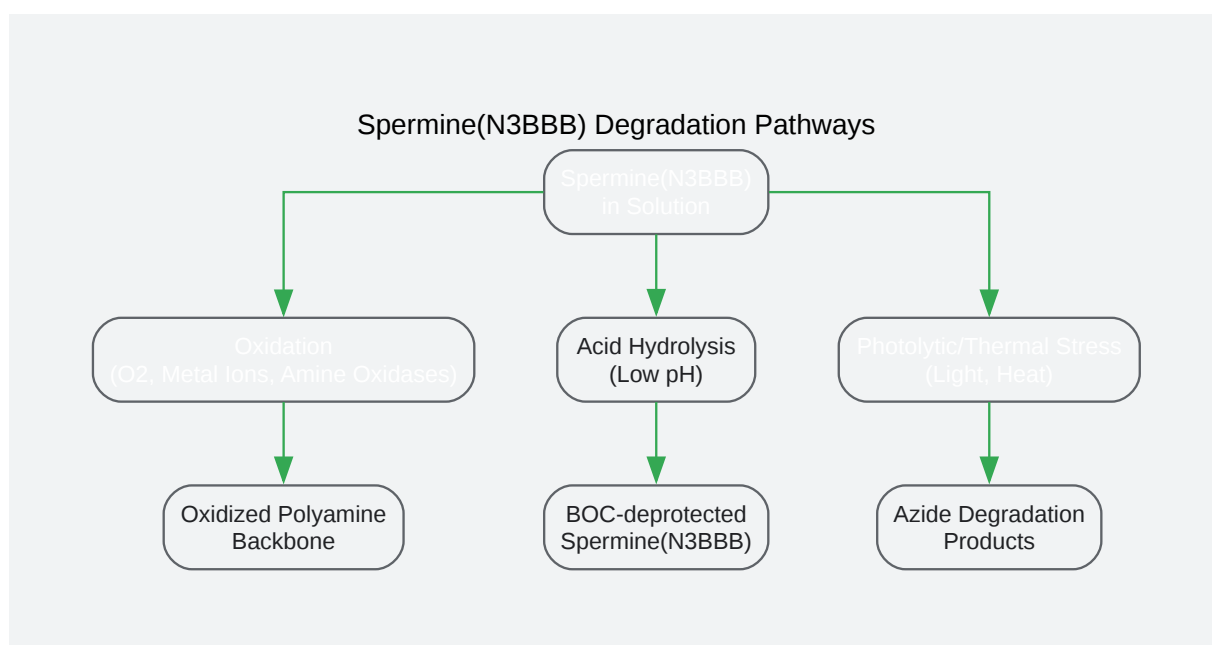 Spermine(N3BBB) Degradation Pathways
Spermine(N3BBB)
in Solution
Oxidation
(O2, Metal Ions, Amine Oxidases)
Acid Hydrolysis
(Low pH)
Photolytic/Thermal Stress
(Light, Heat)
Oxidized Polyamine
Backbone
BOC-deprotected
Spermine(N3BBB)
Azide Degradation
Products